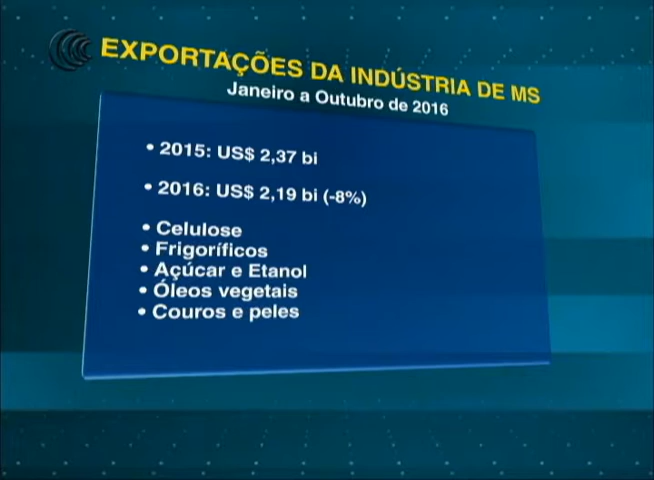 EXPORTAÇÕES DA INDÚSTRIA DE MS
Janeiro a Outubro de 2016
• 2015: US$ 2,37 bi
• 2016: US$ 2,19 bi (-8%)
• Celulose
• Frigoríficos
• Açúcar e Etanol
• Óleos vegetais
• Couros e peles